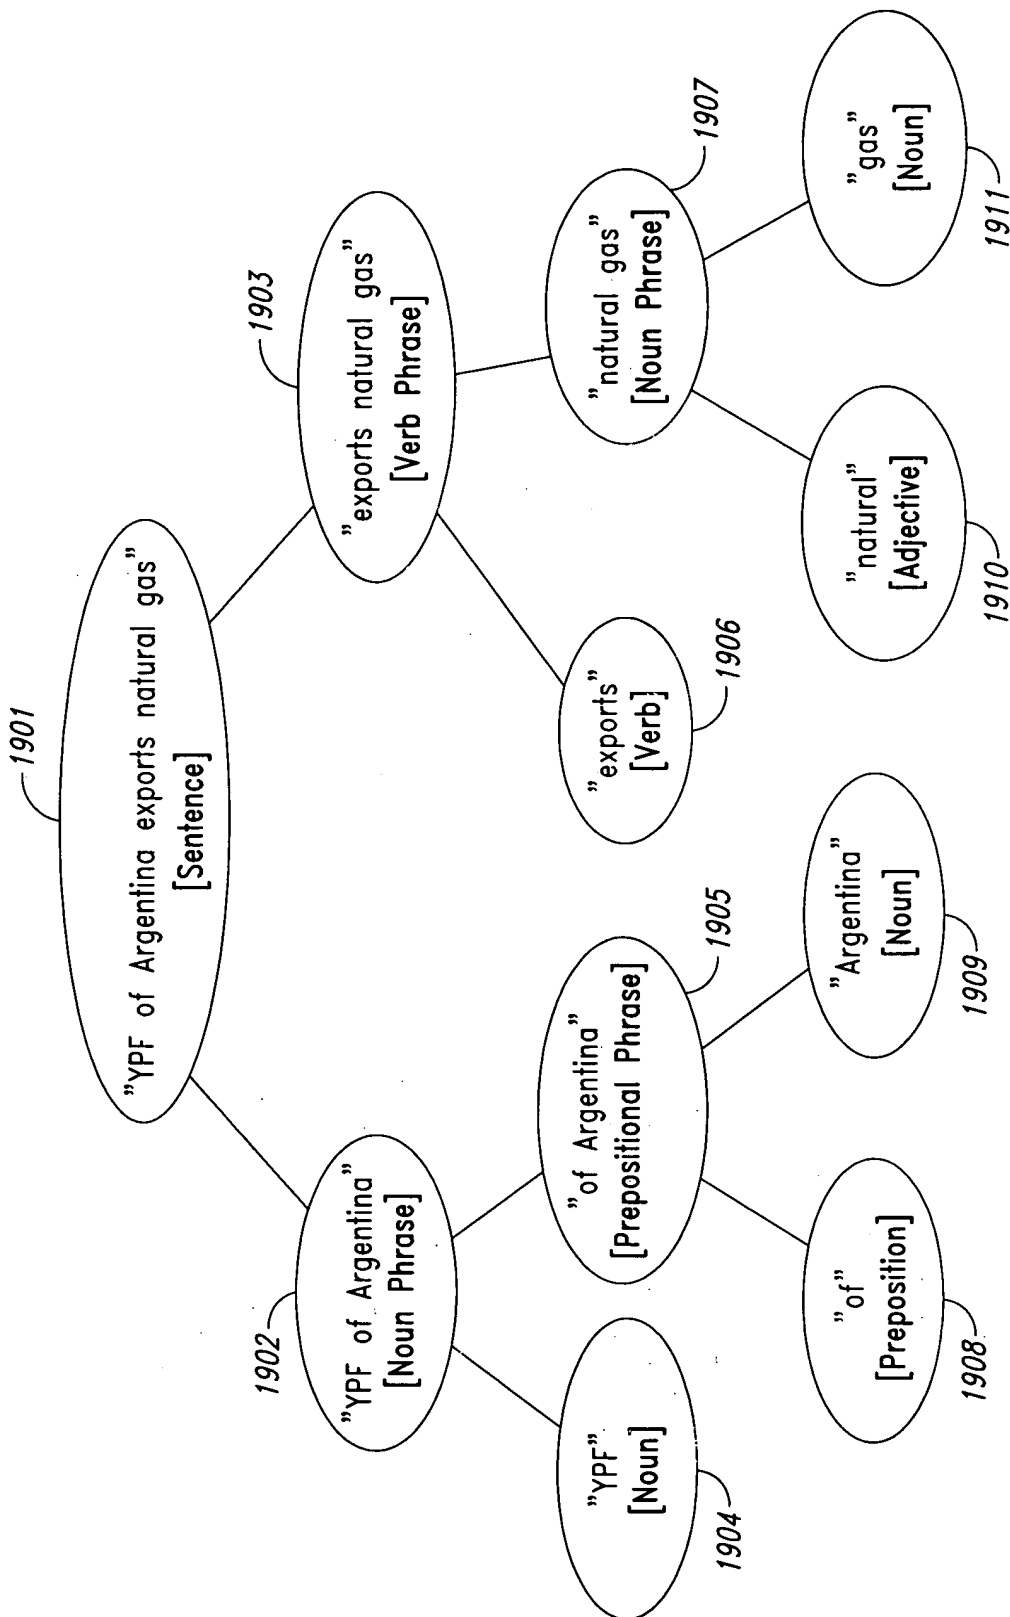 1901
"YPF of Argentina exports natural gas"
[Sentence]
1902
"YPF of Argentina"
[Noun Phrase]
1903
"exports natural gas"
[Verb Phrase]
"YPF"
[Noun]
1904
"of Argentina"
[Prepositional Phrase]
1905
"exports"
[Verb]
1906
"natural gas"
[Noun Phrase]
1907
"of"
[Preposition]
1908
"Argentina"
[Noun]
1909
"natural"
[Adjective]
1910
"gas"
[Noun]
1911